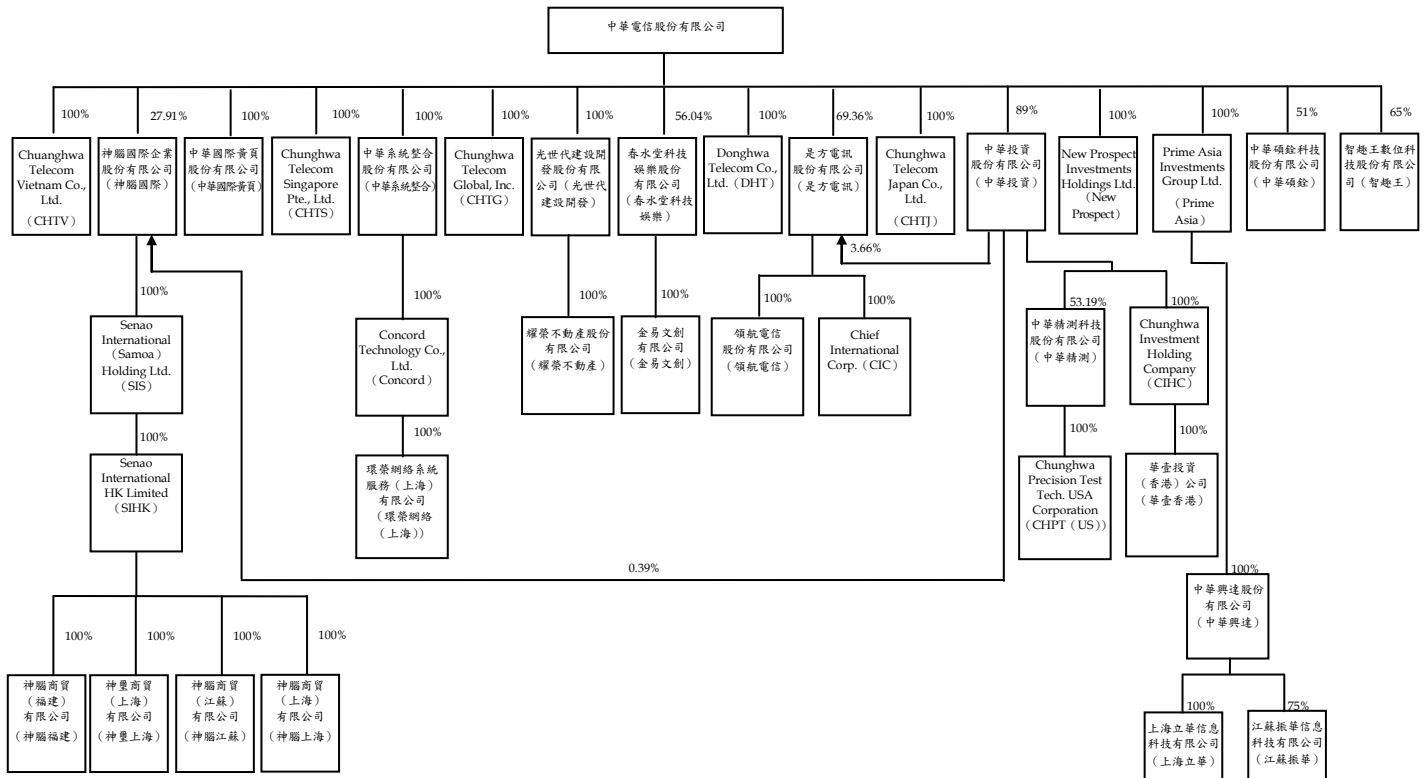 中華電信股份有限公司
100%
27.91%
100%
100%
100%
100%
100%
56.04%
100%
69.36%
100%
89%
100%
100%
51%
65%
Chuanghwa
Telecom
Vietnam Co.,
Ltd.
（CHTV）
神腦國際企業
股份有限公司
（神腦國際）
中華國際黃頁
股份有限公司
（中華國際黃頁）
Chunghwa
Telecom
Singapore
Pte., Ltd.
（CHTS）
中華系統整合
股份有限公司
（中華系統整合）
Chunghwa
Telecom
Global, Inc.
（CHTG）
光世代建設開
發股份有限
公司（光世代
建設開發）
春水堂科技
娛樂股份
有限公司
（春水堂科技
娛樂）
Donghwa
Telecom Co.,
Ltd.（DHT）
是方電訊
股份有限公司
（是方電訊）
Chunghwa
Telecom
Japan Co.,
Ltd.
（CHTJ）
中華投資
股份有限公司
（中華投資）
New Prospect
Investments
Holdings Ltd.
（New
Prospect）
Prime Asia
Investments
Group Ltd.
（Prime
Asia）
中華碩銓科技
股份有限公司
（中華碩銓）
智趣王數位科
技股份有限公
司（智趣王）
3.66%
100%
100%
100%
100%
100%
100%
53.19%
100%
Senao
International
（Samoa）
Holding Ltd.
（SIS）
Concord
Technology Co.,
Ltd.
（Concord）
耀榮不動產股份
有限公司
（耀榮不動產）
金易文創
有限公司
（金易文創）
領航電信
股份有限公司
（領航電信）
Chief
International
Corp.（CIC）
中華精測科技
股份有限公司
（中華精測）
Chunghwa
Investment
Holding
Company
（CIHC）
100%
100%
100%
100%
Senao
International
HK Limited
（SIHK）
環榮網絡系統
服務（上海）
有限公司
（環榮網絡
（上海））
Chunghwa
Precision Test
Tech. USA
Corporation
（CHPT（US））
華壹投資
（香港）公司
（華壹香港）
0.39%
100%
中華興達股份
有限公司
（中華興達）
100%
100%
100%
100%
神腦商貿
（福建）
有限公司
（神腦福建）
神璽商貿
（上海）
有限公司
（神璽上海）
神腦商貿
（江蘇）
有限公司
（神腦江蘇）
神腦商貿
（上海）
有限公司
（神腦上海）
100%
75%
上海立華信息
科技有限公司
（上海立華）
江蘇振華信息
科技有限公司
（江蘇振華）